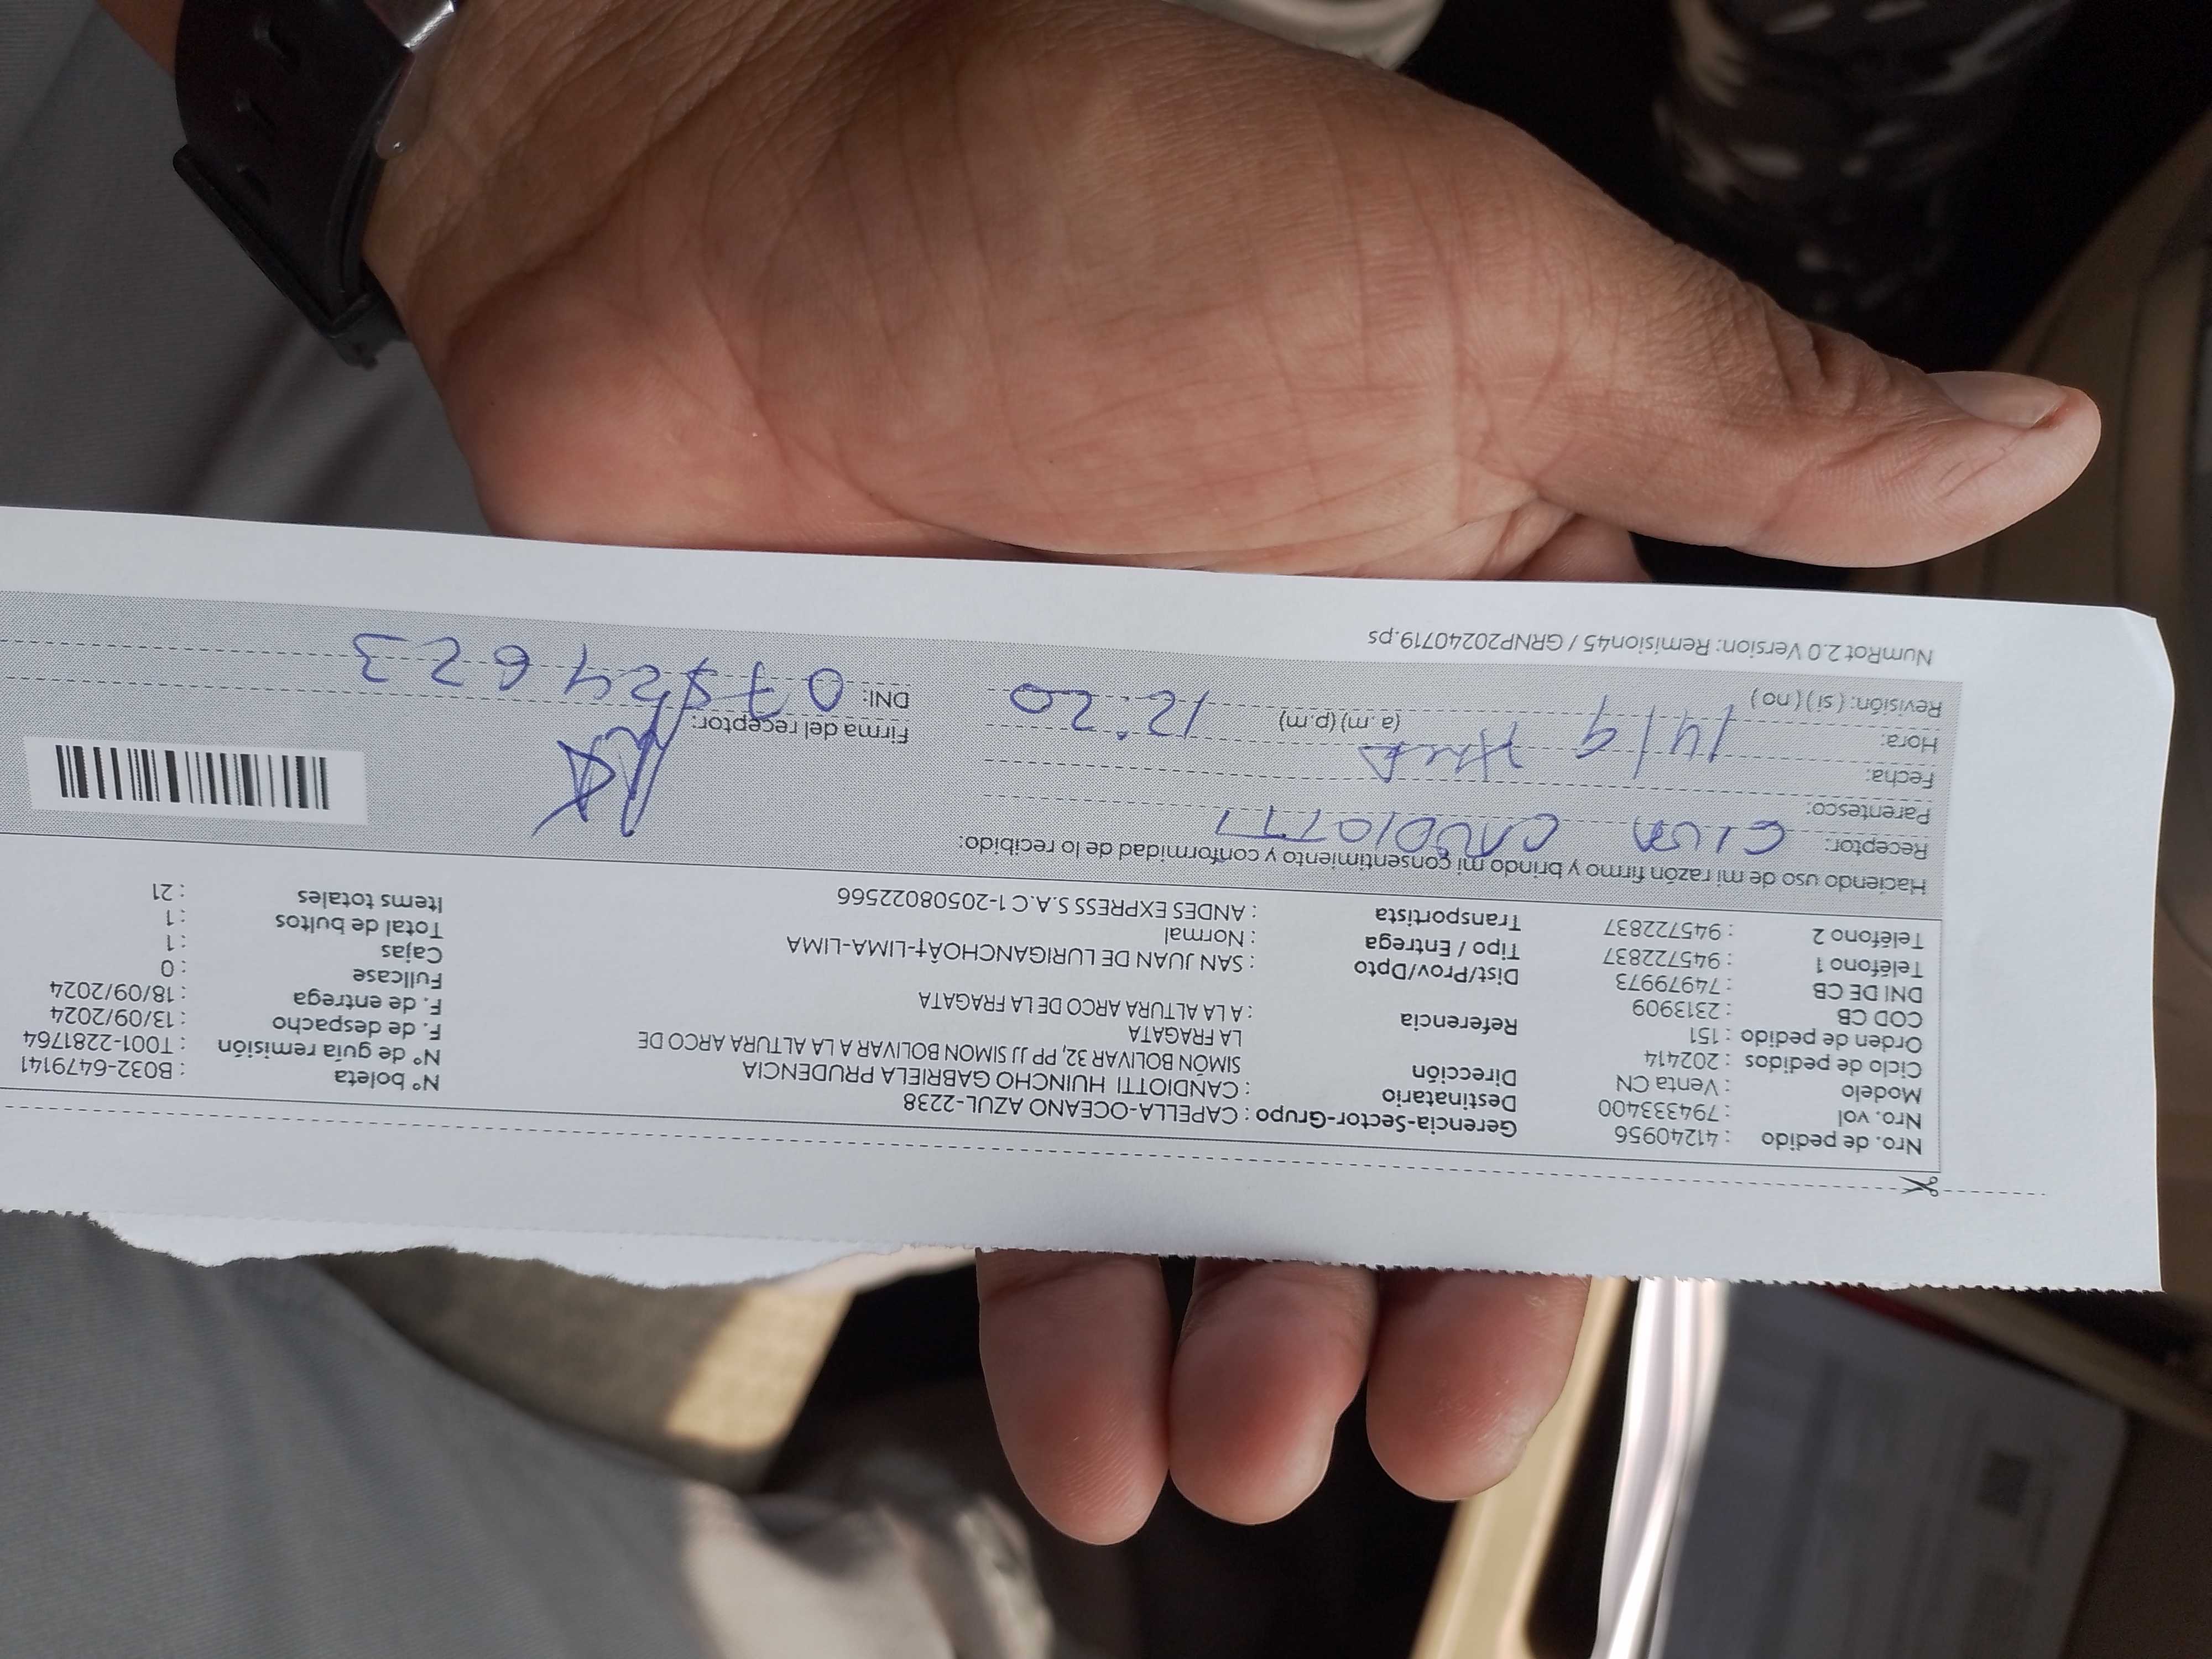 Nro. de pedido : 41240956
Nro. vol : 794333400
Modelo : Venta CN
Ciclo de pedidos : 202414
Orden de pedido : 151
COD CB : 2313909
DNI DE CB : 74979973
Teléfono 1 : 945722837
Teléfono 2 : 945722837
Gerencia-Sector-Grupo : CAPELLA-OCEANO AZUL-2238
Destinatario : CANDIOTTI HUINCHO GABRIELA PRUDENCIA
Dirección SIMÓN BOLIVAR 32, PP JJ SIMON BOLIVAR A LA ALTURA ARCO DE
LA FRAGATA
Referencia : A LA ALTURA ARCO DE LA FRAGATA
Dist/Prov/Dpto : SAN JUAN DE LURIGANCHOÂ†-LIMA-LIMA
Tipo / Entrega : Normal
Transportista : ANDES EXPRESS S.A.C 1-20508022566
Nº boleta : B032-6479141
Nº de guía remisión : T001-2281764
F. de despacho : 13/09/2024
F. de entrega : 18/09/2024
Fullcase : 0
Cajas : 1
Total de bultos : 1
Items totales : 21
Haciendo uso de mi razón firmo y brindo mi consentimiento y conformidad de lo recibido:
Receptor: CANDIOTTI
Parentesco:
Fecha: 14/9
Hora: (a.m) (p.m) 12:20
Revisión: ( si ) ( no )
Firma del receptor:
DNI:
NumRot 2.0 Version: Remision45 / GRNP20240719.ps